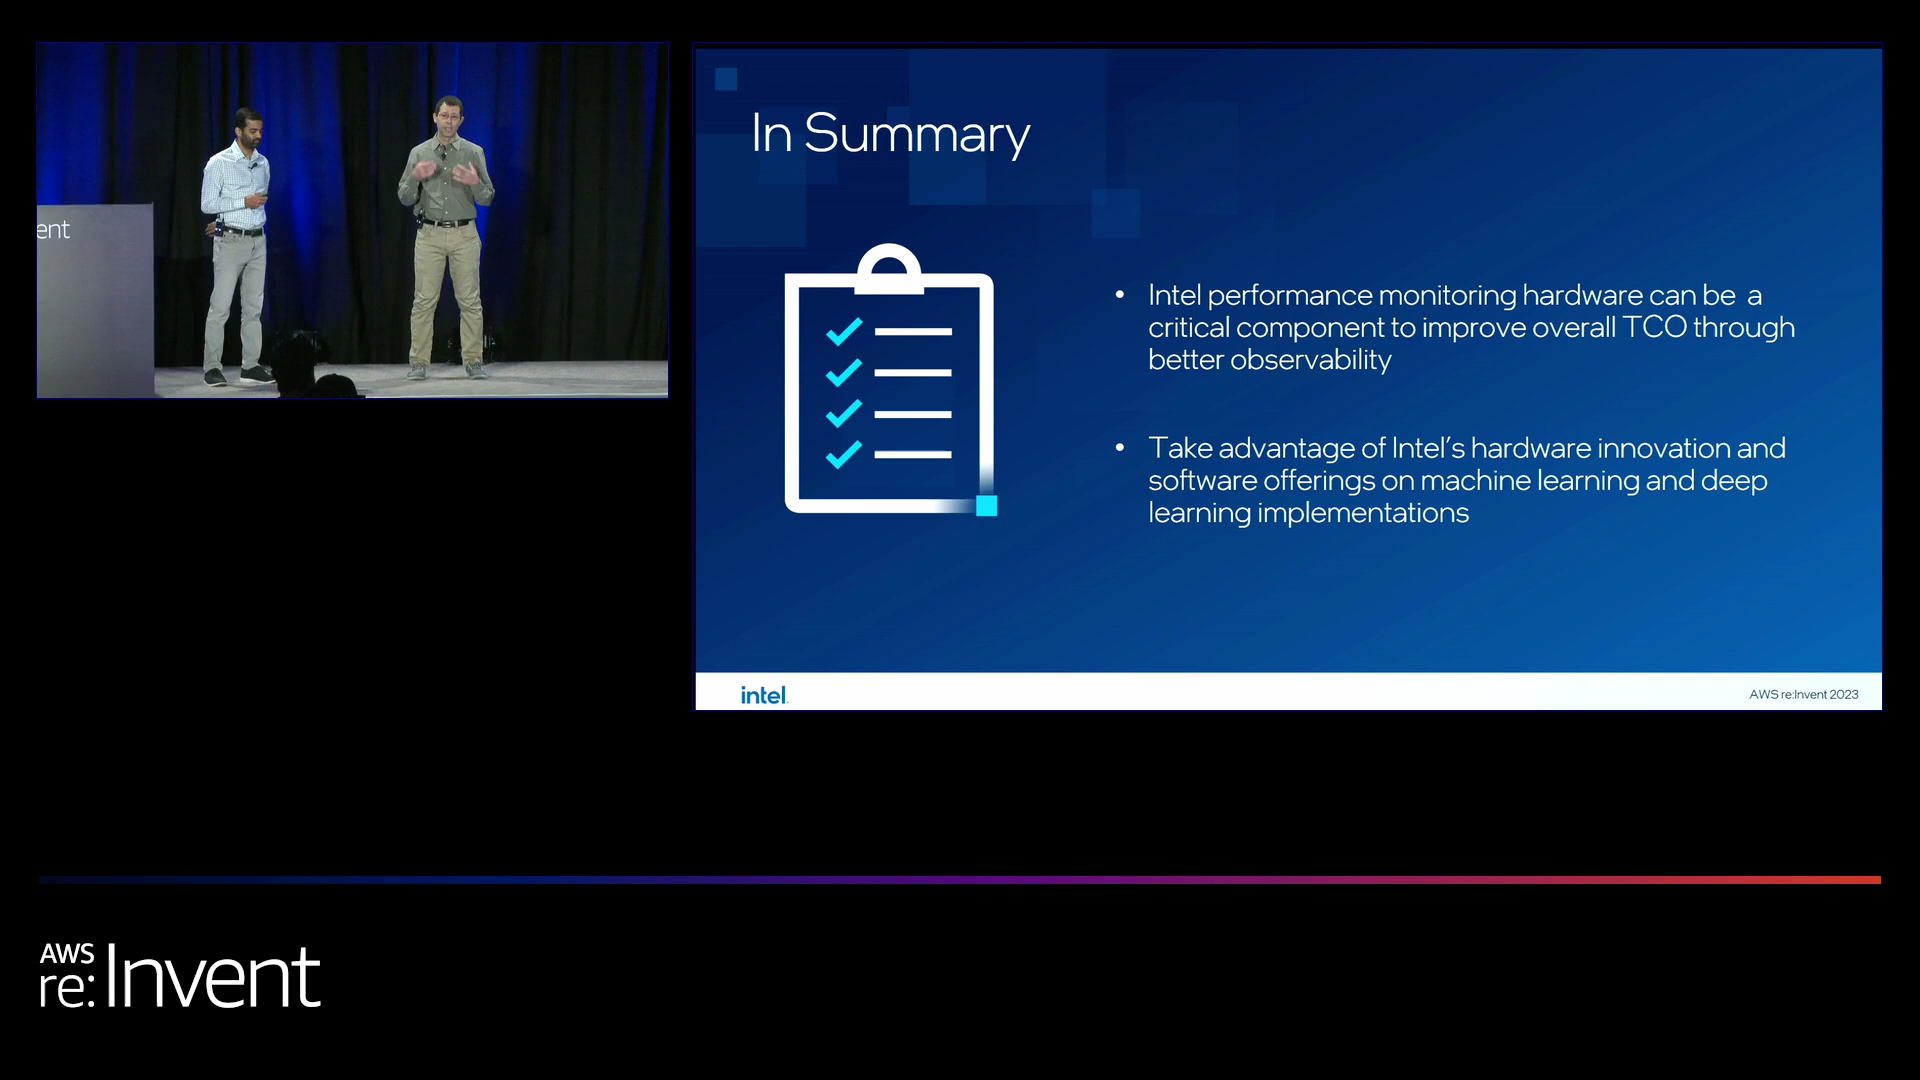 ent
In Summary
• Intel performance monitoring hardware can be  a
critical component to improve overall TCO through
better observability
• Take advantage of Intel’s hardware innovation and
software offerings on machine learning and deep
learning implementations
intel.
AWS re:Invent 2023
AWS
re:Invent